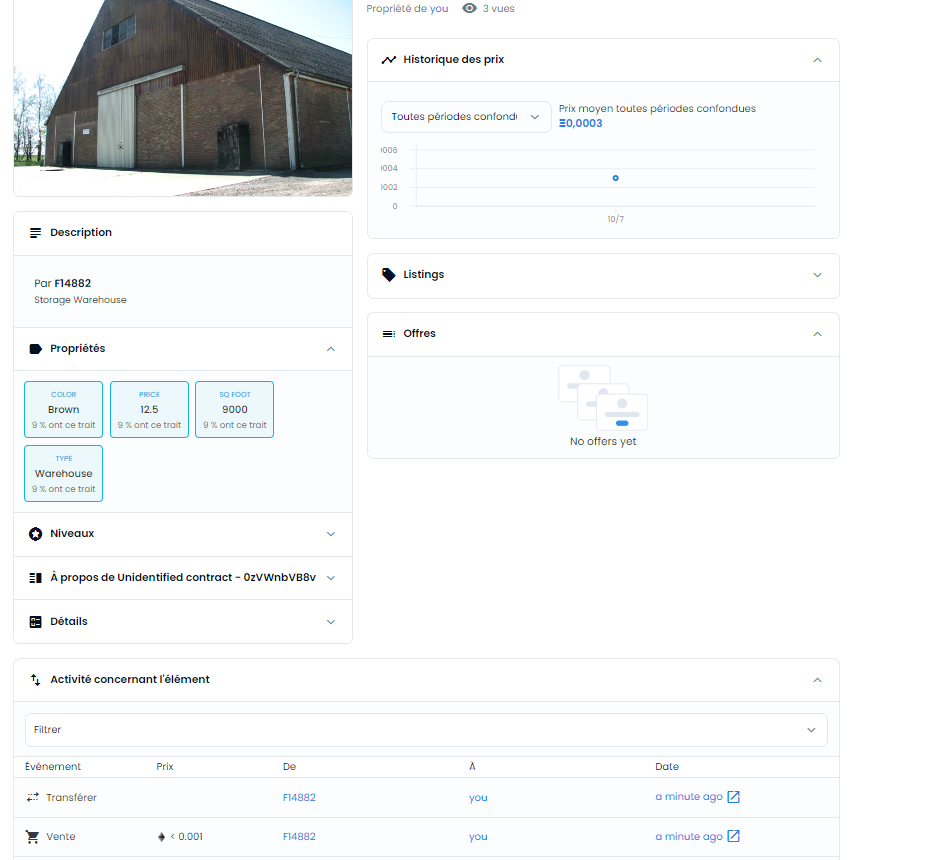 Propriété de you 3 vues
Historique des prix
Toutes périodes confond
Prix moyen toutes périodes confondues
Ξ0,0003
0006
0004
0002
0
10/7
Listings
Offres
No offers yet
Description
Par F14882
Storage Warehouse
Propriétés
COLOR
Brown
9 % ont ce trait
PRICE
12.5
9 % ont ce trait
SQ FOOT
9000
9 % ont ce trait
TYPE
Warehouse
9 % ont ce trait
Niveaux
À propos de Unidentified contract - 0zVWnbVB8v
Détails
Activité concernant l'élément
Filtrer
Événement Prix De À Date
Transférer F14882 you a minute ago
Vente < 0.001 F14882 you a minute ago